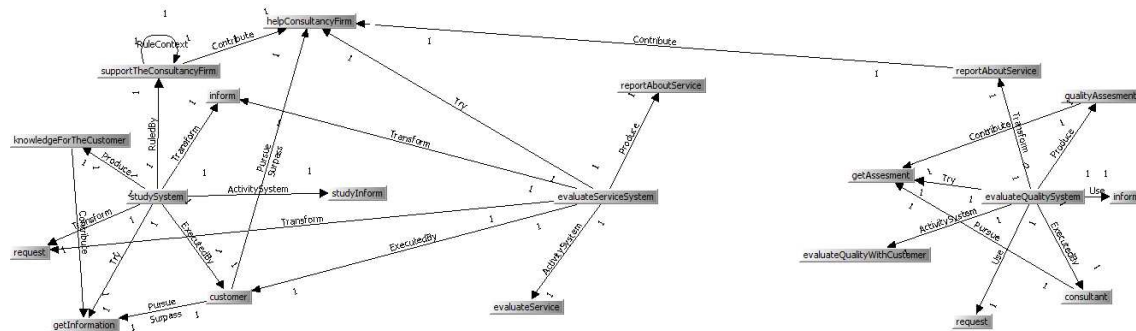 helpConsultancyFirm
RuleContext
Contribute
supportTheConsultancyFirm
Contribute
reportAboutService
reportAboutService
inform
qualityAssesment
Try
knowledgeForTheCustomer
RuledBy
Transform
Transform
Produce
Transform
Produce
Contribute
Pursue
Surpass
Produce
getAssesment
Try
studySystem
ActivitySystem
studyInform
evaluateServiceSystem
evaluateQualitySystem
Use
inform
Transform
Contribute
Transform
ExecutedBy
ExecutedBy
ActivitySystem
ActivitySystem
Pursue
Use
ExecutedBy
request
Try
evaluateQualityWithCustomer
customer
Pursue
Surpass
evaluateService
consultant
getInformation
request